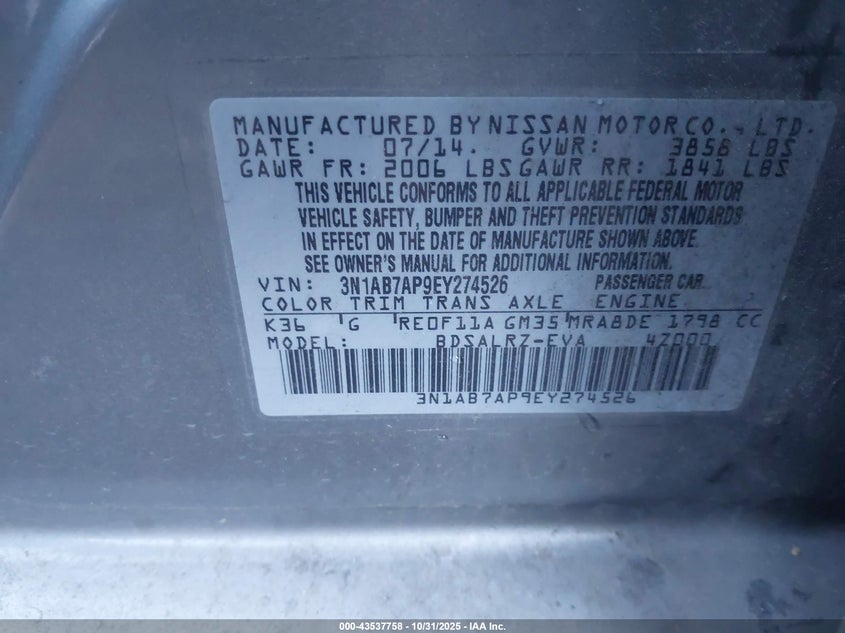 MANUFACTURED BY NISSAN MOTOR CO., LTD.
DATE: 07/14. GVWR: 3858 LBS
GAWR FR: 2006 LBS GAWR RR: 1841 LBS
THIS VEHICLE CONFORMS TO ALL APPLICABLE FEDERAL MOTOR
VEHICLE SAFETY, BUMPER AND THEFT PREVENTION STANDARDS
IN EFFECT ON THE DATE OF MANUFACTURE SHOWN ABOVE.
SEE OWNER'S MANUAL FOR ADDITIONAL INFORMATION.
VIN: 3N1AB7AP9EY274526 PASSENGER CAR
COLOR TRIM TRANS AXLE ENGINE
K36 G RE0F11A GM35 MRA8DE 1798 CC
MODEL: BDSALRZ-EVA 4Z000
3N1AB7AP9EY274526
000-43537758 - 10/31/2025 - IAA Inc.